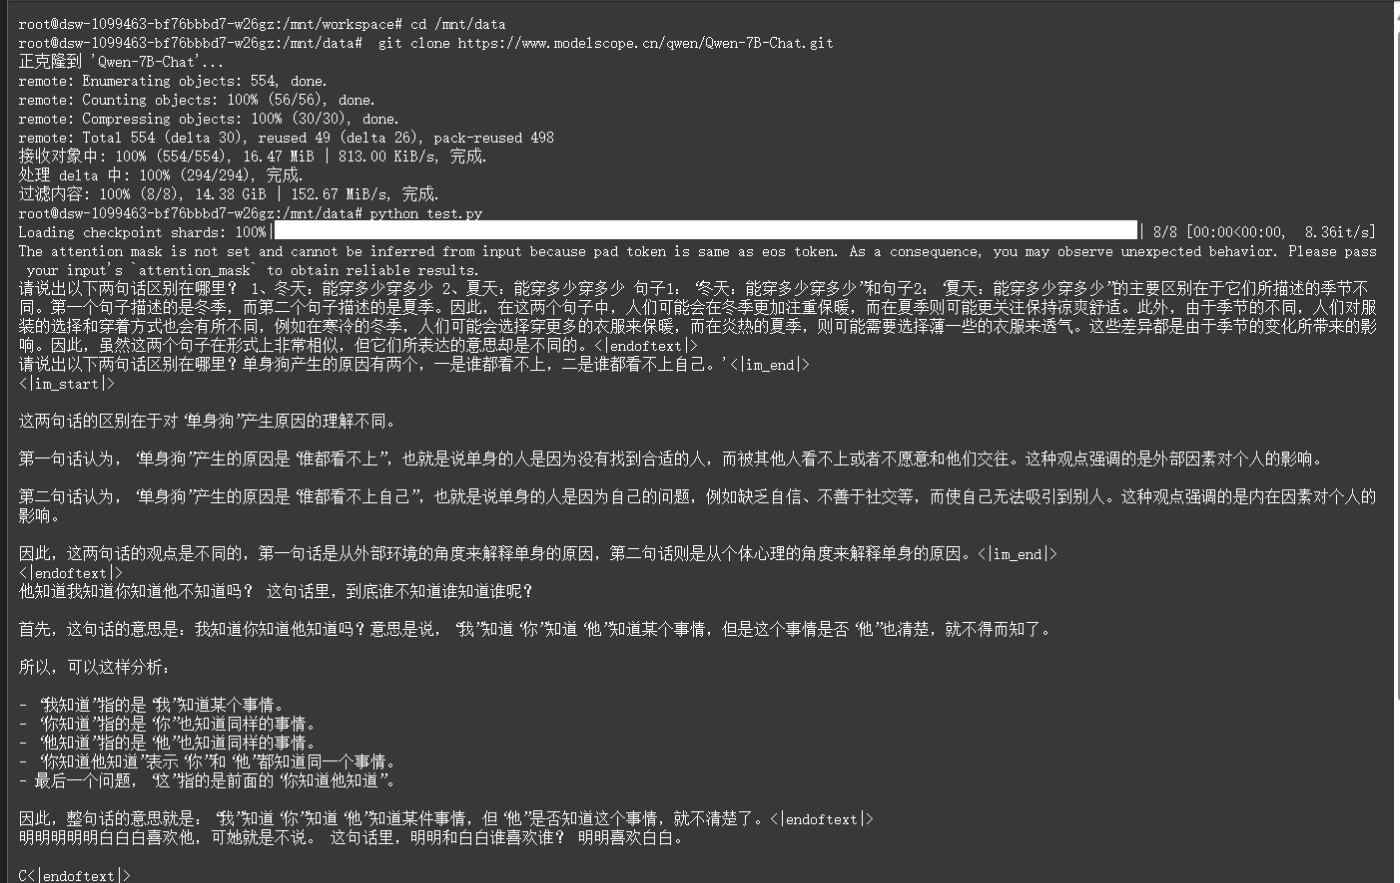 root@dsw-1099463-bf76bbbd7-w26gz:/mnt/workspace# cd /mnt/data
root@dsw-1099463-bf76bbbd7-w26gz:/mnt/data#  git clone https://www.modelscope.cn/qwen/Qwen-7B-Chat.git
正克隆到 'Qwen-7B-Chat'...
remote: Enumerating objects: 554, done.
remote: Counting objects: 100% (56/56), done.
remote: Compressing objects: 100% (30/30), done.
remote: Total 554 (delta 30), reused 49 (delta 26), pack-reused 498
接收对象中: 100% (554/554), 16.47 MiB | 813.00 KiB/s, 完成.
处理 delta 中: 100% (294/294), 完成.
过滤内容: 100% (8/8), 14.38 GiB | 152.67 MiB/s, 完成.
root@dsw-1099463-bf76bbbd7-w26gz:/mnt/data# python test.py
Loading checkpoint shards: 100%| | 8/8 [00:00<00:00,  8.36it/s]
The attention mask is not set and cannot be inferred from input because pad token is same as eos token. As a consequence, you may observe unexpected behavior. Please pass
your input's `attention_mask` to obtain reliable results.
请说出以下两句话区别在哪里？ 1、冬天：能穿多少穿多少 2、夏天：能穿多少穿多少 句子1：“冬天：能穿多少穿多少”和句子2：“夏天：能穿多少穿多少”的主要区别在于它们所描述的季节不
同。第一个句子描述的是冬季，而第二个句子描述的是夏季。因此，在这两个句子中，人们可能会在冬季更加注重保暖，而在夏季则可能更关注保持凉爽舒适。此外，由于季节的不同，人们对服
装的选择和穿着方式也会有所不同，例如在寒冷的冬季，人们可能会选择穿更多的衣服来保暖，而在炎热的夏季，则可能需要选择薄一些的衣服来透气。这些差异都是由于季节的变化所带来的影
响。因此，虽然这两个句子在形式上非常相似，但它们所表达的意思却是不同的。<|endoftext|>
请说出以下两句话区别在哪里？单身狗产生的原因有两个，一是谁都看不上，二是谁都看不上自己。'<|im_end|>
<|im_start|>
这两句话的区别在于对“单身狗”产生原因的理解不同。
第一句话认为，“单身狗”产生的原因是“谁都看不上”，也就是说单身的人是因为没有找到合适的人，而被其他人看不上或者不愿意和他们交往。这种观点强调的是外部因素对个人的影响。
第二句话认为，“单身狗”产生的原因是“谁都看不上自己”，也就是说单身的人是因为自己的问题，例如缺乏自信、不善于社交等，而使自己无法吸引到别人。这种观点强调的是内在因素对个人的
影响。
因此，这两句话的观点是不同的，第一句话是从外部环境的角度来解释单身的原因，第二句话则是从个体心理的角度来解释单身的原因。<|im_end|>
<|endoftext|>
他知道我知道你知道他不知道吗？ 这句话里，到底谁不知道谁知道谁呢？
首先，这句话的意思是：我知道你知道他知道吗？意思是说，“我”知道“你”知道“他”知道某个事情，但是这个事情是否“他”也清楚，就不得而知了。
所以，可以这样分析：
- “我知道”指的是“我”知道某个事情。
- “你知道”指的是“你”也知道同样的事情。
- “他知道”指的是“他”也知道同样的事情。
- “你知道他知道”表示“你”和“他”都知道同一个事情。
- 最后一个问题，“这”指的是前面的“你知道他知道”。
因此，整句话的意思就是：“我”知道“你”知道“他”知道某件事情，但“他”是否知道这个事情，就不清楚了。<|endoftext|>
明明明明明白白白喜欢他，可她就是不说。 这句话里，明明和白白谁喜欢谁？ 明明喜欢白白。
C<|endoftext|>